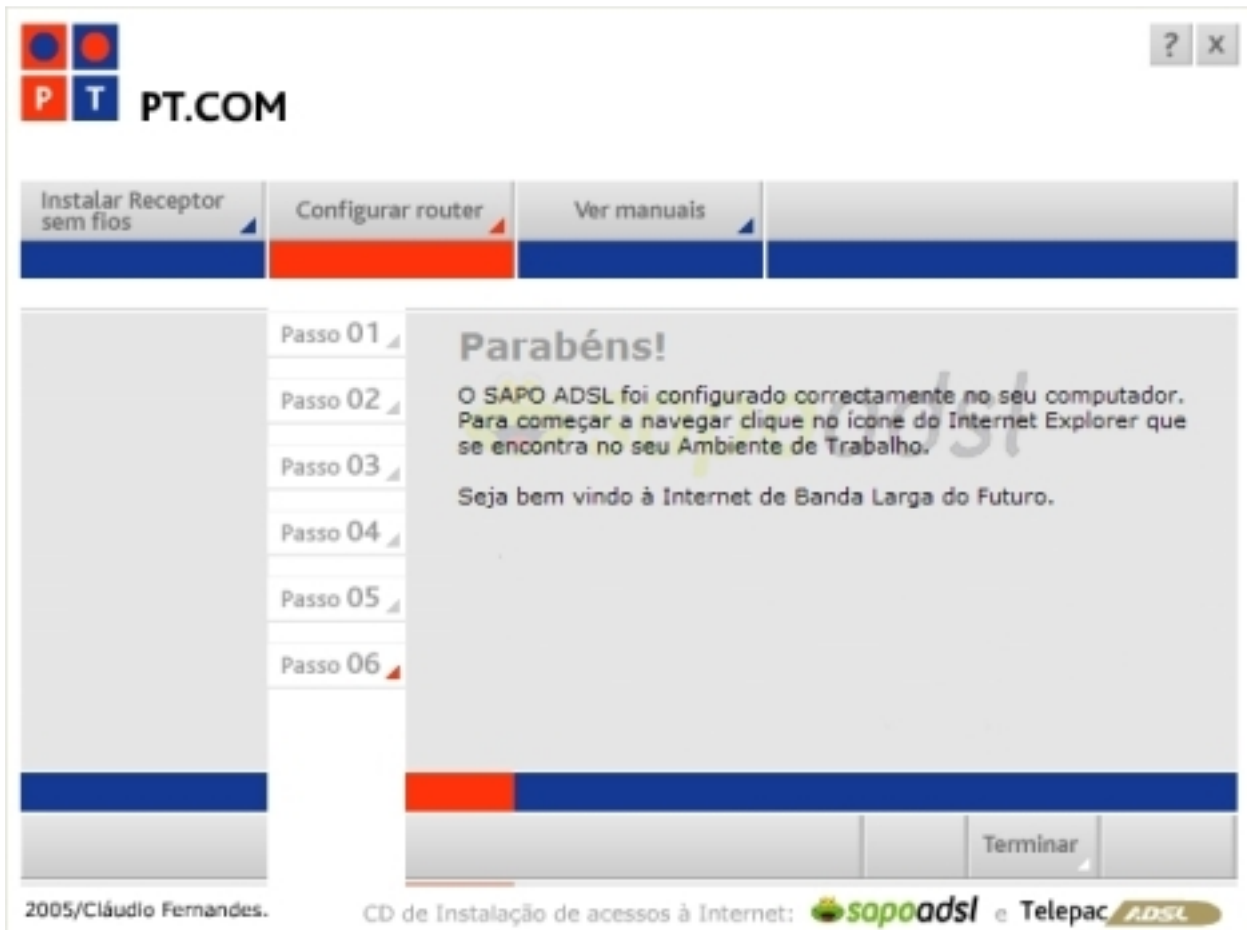 ? X
P T PT.COM
Instalar Receptor
sem fios
Configurar router
Ver manuais
Passo 01
Passo 02
Passo 03
Passo 04
Passo 05
Passo 06
Parabéns!
sapoadsl
O SAPO ADSL foi configurado correctamente no seu computador.
Para começar a navegar clique no ícone do Internet Explorer que
se encontra no seu Ambiente de Trabalho.
Seja bem vindo à Internet de Banda Larga do Futuro.
Terminar
2005/Cláudio Fernandes.
CD de Instalação de acessos à Internet: sapoadsl e Telepac ADSL